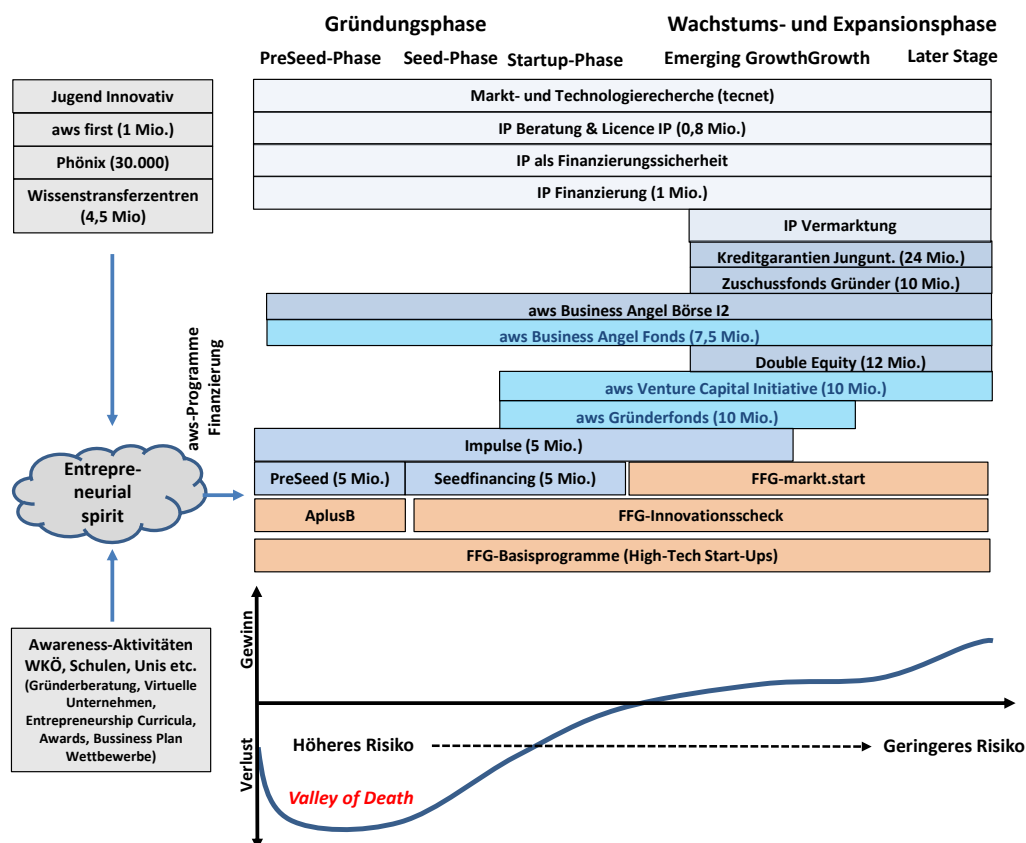 Gründungsphase
Wachstums- und Expansionsphase
PreSeed-Phase
Seed-Phase
Startup-Phase
Emerging Growth
Growth
Later Stage
Jugend Innovativ
aws first (1 Mio.)
Phönix (30.000)
Wissenstransferzentren
(4,5 Mio)
Markt- und Technologierecherche (tecnet)
IP Beratung & Licence IP (0,8 Mio.)
IP als Finanzierungssicherheit
IP Finanzierung (1 Mio.)
IP Vermarktung
Kreditgarantien Jungunt. (24 Mio.)
Zuschussfonds Gründer (10 Mio.)
aws Business Angel Börse I2
aws Business Angel Fonds (7,5 Mio.)
Double Equity (12 Mio.)
aws Venture Capital Initiative (10 Mio.)
aws Gründerfonds (10 Mio.)
Impulse (5 Mio.)
PreSeed (5 Mio.)
Seedfinancing (5 Mio.)
FFG-markt.start
AplusB
FFG-Innovationsscheck
FFG-Basisprogramme (High-Tech Start-Ups)
aws-Programme
Finanzierung
Entrepre-
neurial
spirit
Awareness-Aktivitäten
WKÖ, Schulen, Unis etc.
(Gründerberatung, Virtuelle
Unternehmen,
Entrepreneurship Curricula,
Awards, Bussiness Plan
Wettbewerbe)
Gewinn
Verlust
Höheres Risiko
Geringeres Risiko
Valley of Death